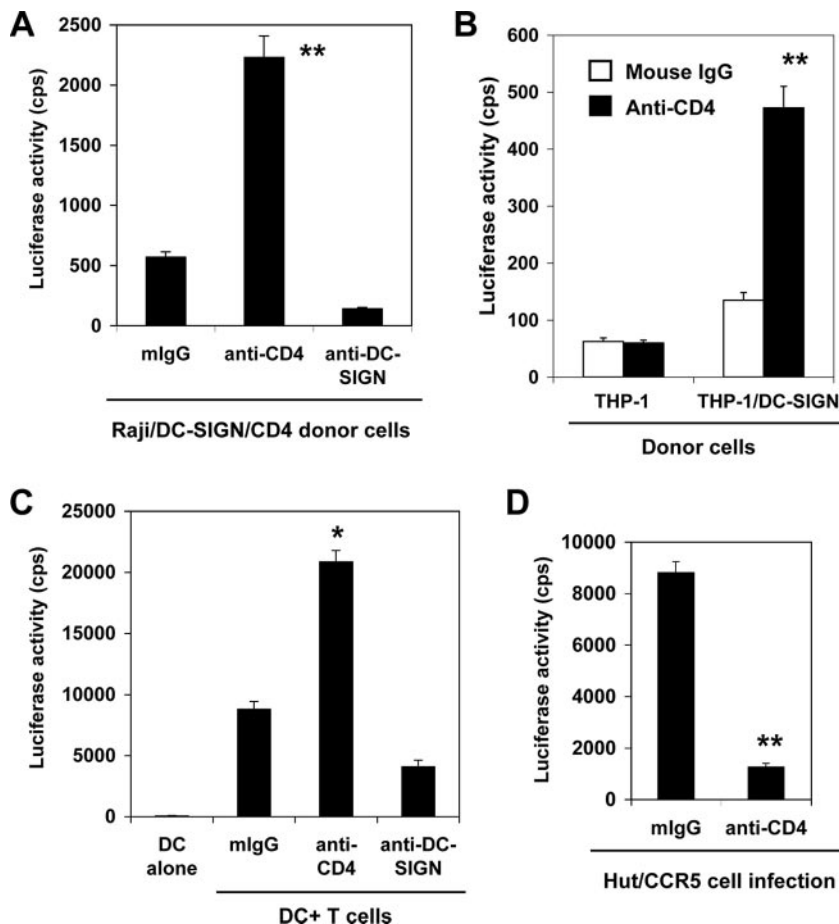 A
Luciferase activity (cps)
2500
2000
1500
1000
500
0
**
mIgG anti-CD4 anti-DC-
SIGN
Raji/DC-SIGN/CD4 donor cells
B
Luciferase activity (cps)
600
500
400
300
200
100
0
Mouse IgG
Anti-CD4
**
THP-1 THP-1/DC-SIGN
Donor cells
C
Luciferase activity (cps)
25000
20000
15000
10000
5000
0
*
DC mIgG anti- anti-DC-
alone CD4 SIGN
DC+ T cells
D
Luciferase activity (cps)
10000
8000
6000
4000
2000
0
**
mIgG anti-CD4
Hut/CCR5 cell infection